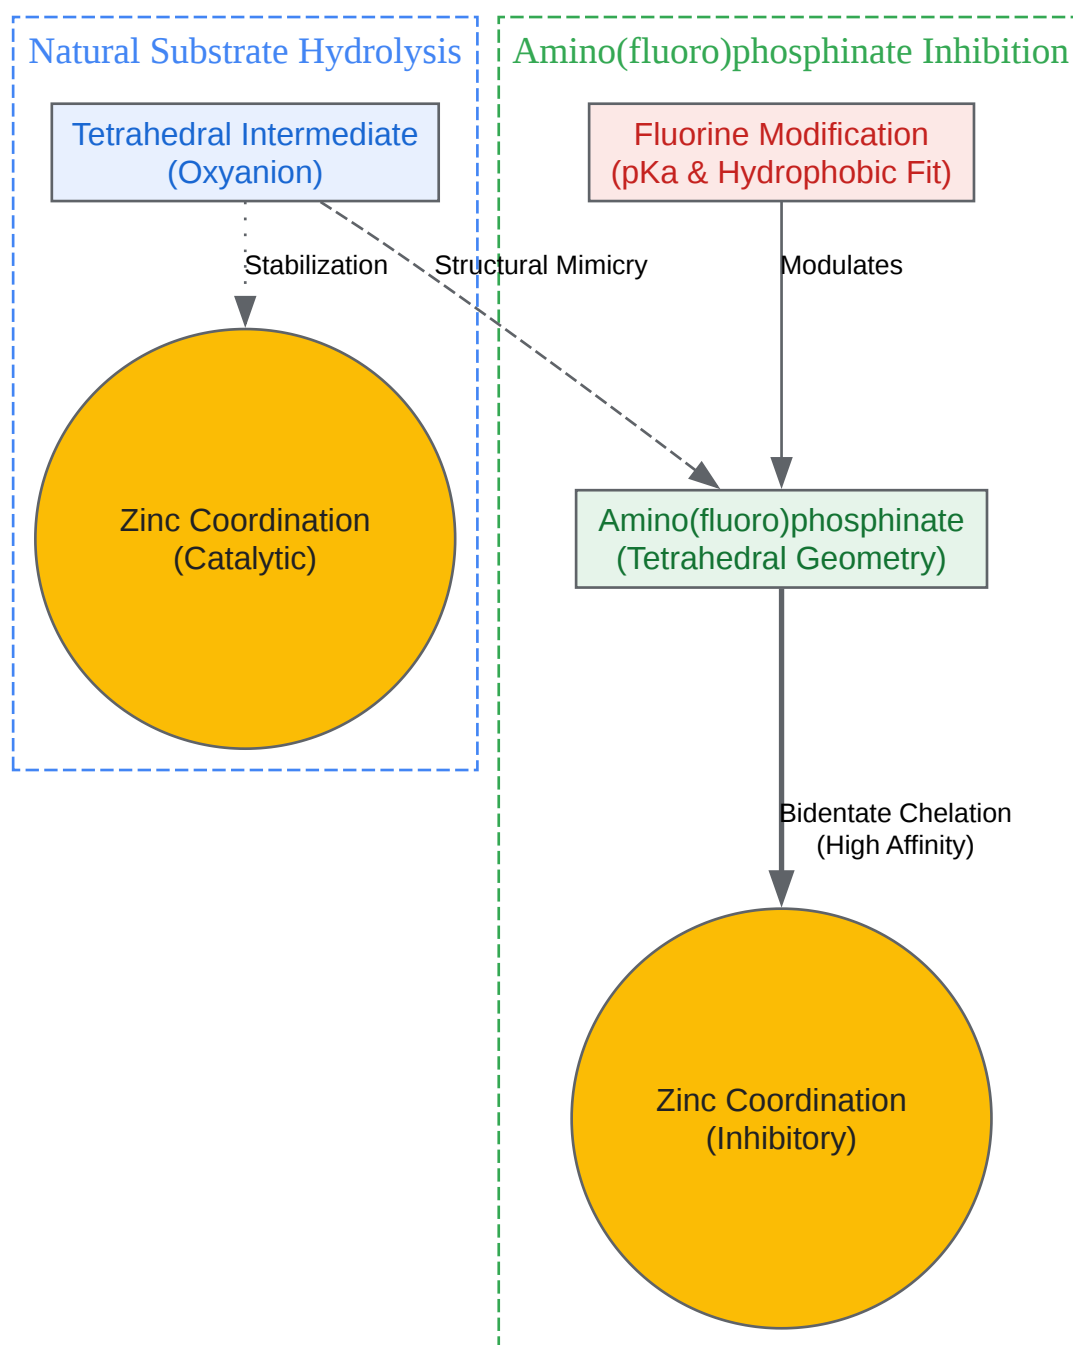 Natural Substrate Hydrolysis
Amino(fluoro)phosphinate Inhibition
Tetrahedral Intermediate
(Oxyanion)
Fluorine Modification
(pKa & Hydrophobic Fit)
Stabilization
Structural Mimicry
Modulates
Zinc Coordination
(Catalytic)
Amino(fluoro)phosphinate
(Tetrahedral Geometry)
Bidentate Chelation
(High Affinity)
Zinc Coordination
(Inhibitory)